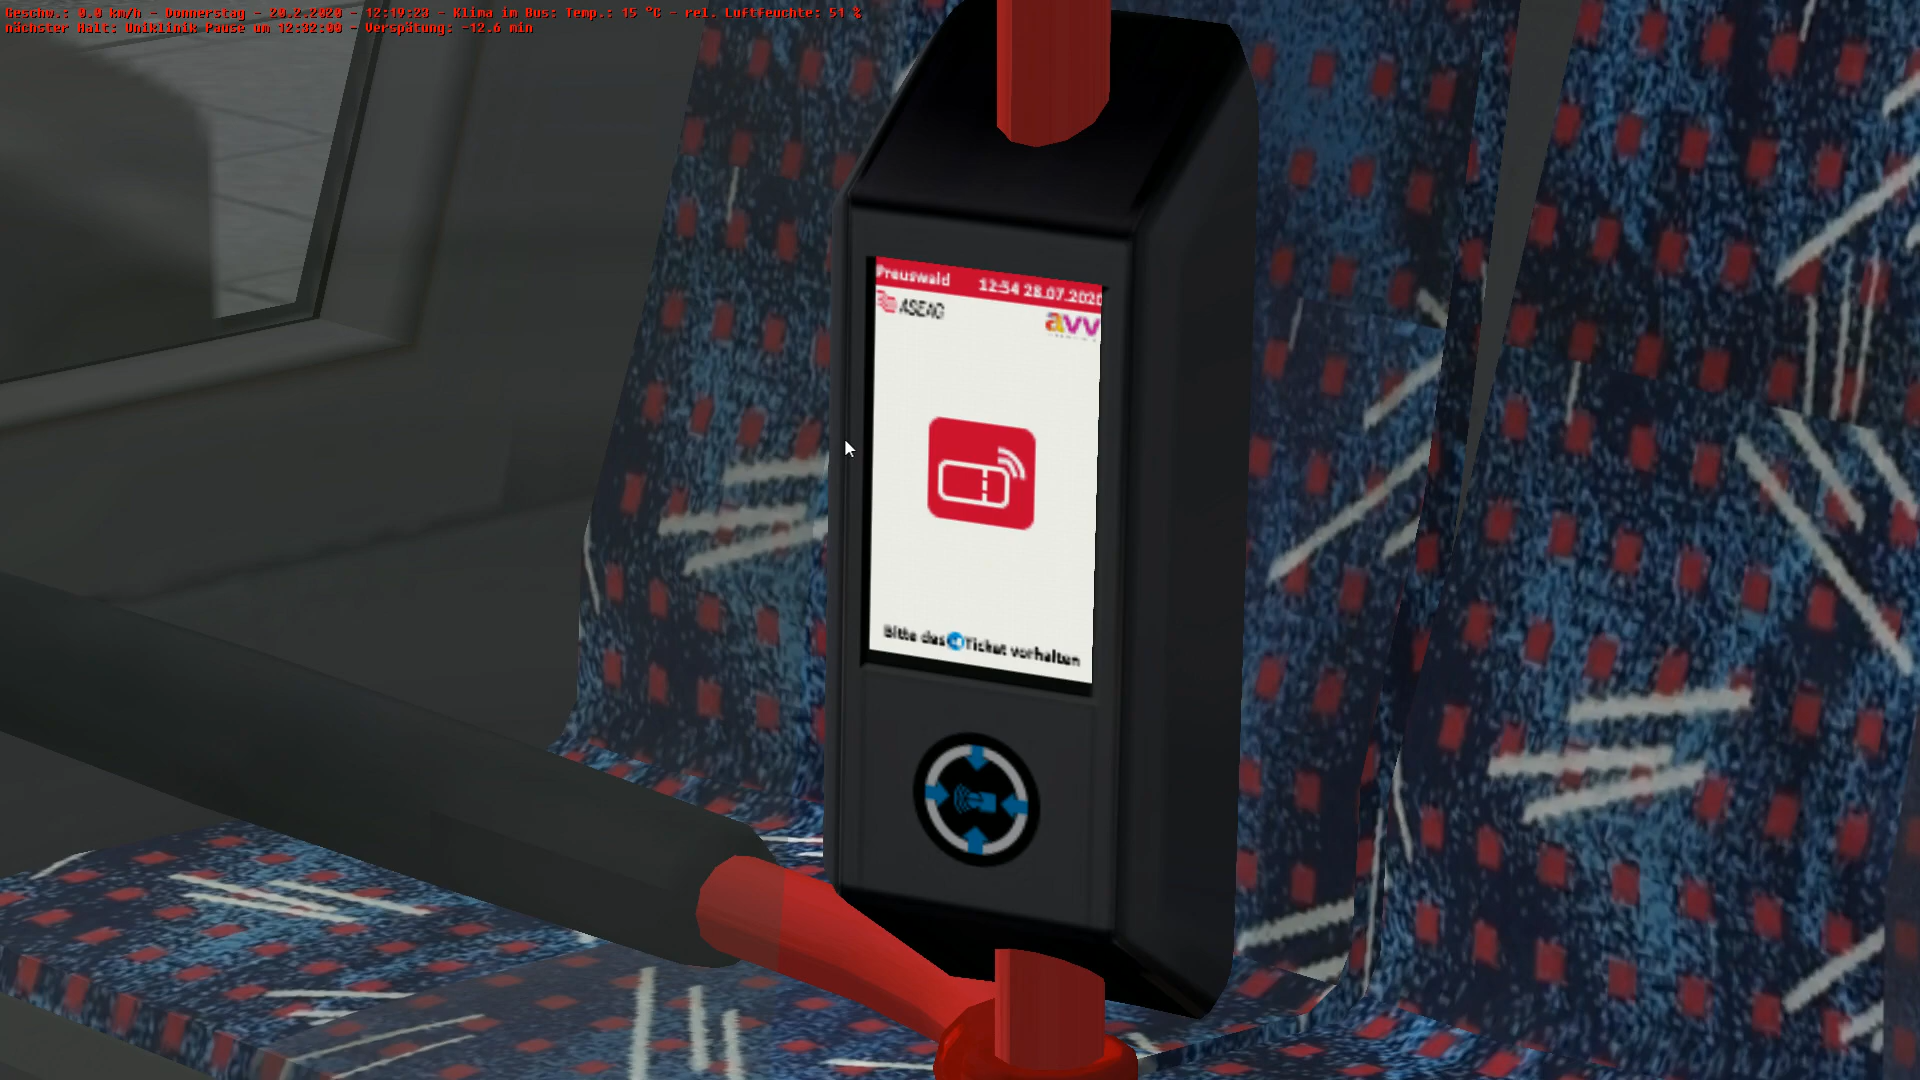 Geschw.: 0.0 km/h - Donnerstag - 20.2.2020 - 12:19:23 - Klima im Bus: Temp.: 15 °C - rel. Luftfeuchte: 51 %
nächster Halt: Uniklinik Pause um 12:32:00 - Verspätung: -12.6 min
Preuswald 12:54 28.07.2020
ASEAG
avv
Bitte das Ticket vorhalten